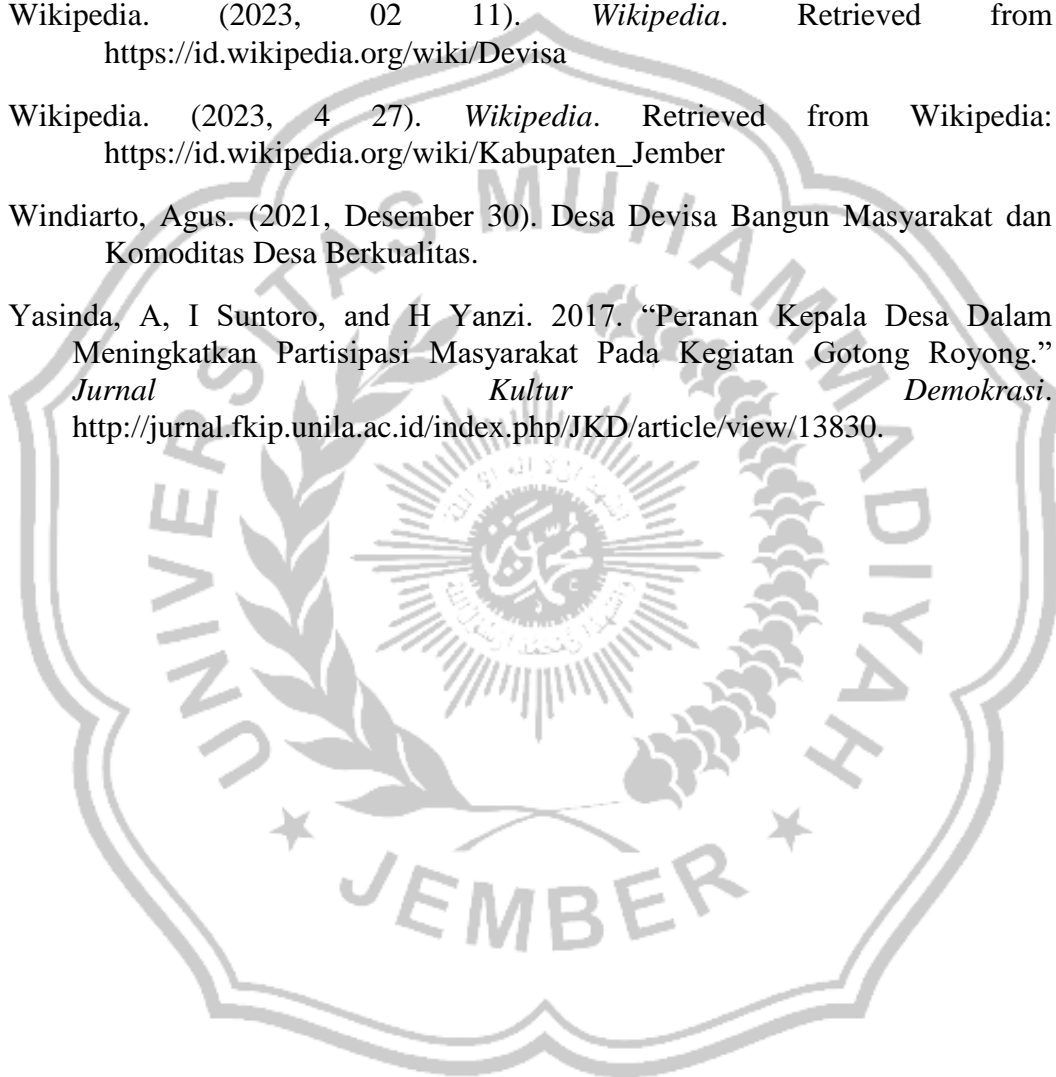 Wikipedia. (2023, 02 11). Wikipedia. Retrieved from
https://id.wikipedia.org/wiki/Devisa
Wikipedia. (2023, 4 27). Wikipedia. Retrieved from Wikipedia:
https://id.wikipedia.org/wiki/Kabupaten_Jember
Windiarto, Agus. (2021, Desember 30). Desa Devisa Bangun Masyarakat dan
Komoditas Desa Berkualitas.
Yasinda, A, I Suntoro, and H Yanzi. 2017. “Peranan Kepala Desa Dalam
Meningkatkan Partisipasi Masyarakat Pada Kegiatan Gotong Royong.”
Jurnal Kultur Demokrasi.
http://jurnal.fkip.unila.ac.id/index.php/JKD/article/view/13830.
UNIVERSITAS MUHAMMADIYAH
JEMBER